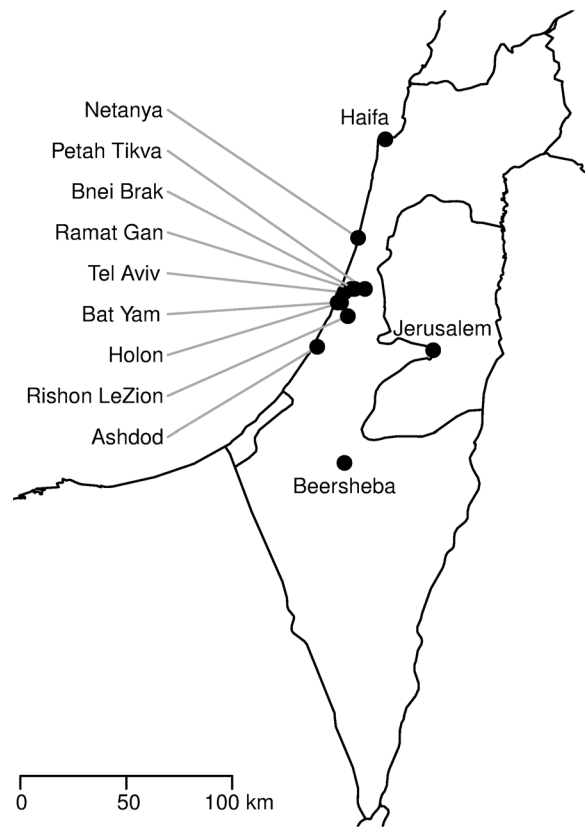 Netanya
Haifa
Petah Tikva
Bnei Brak
Ramat Gan
Tel Aviv
Bat Yam
Jerusalem
Holon
Rishon LeZion
Ashdod
Beersheba
0 50 100 km